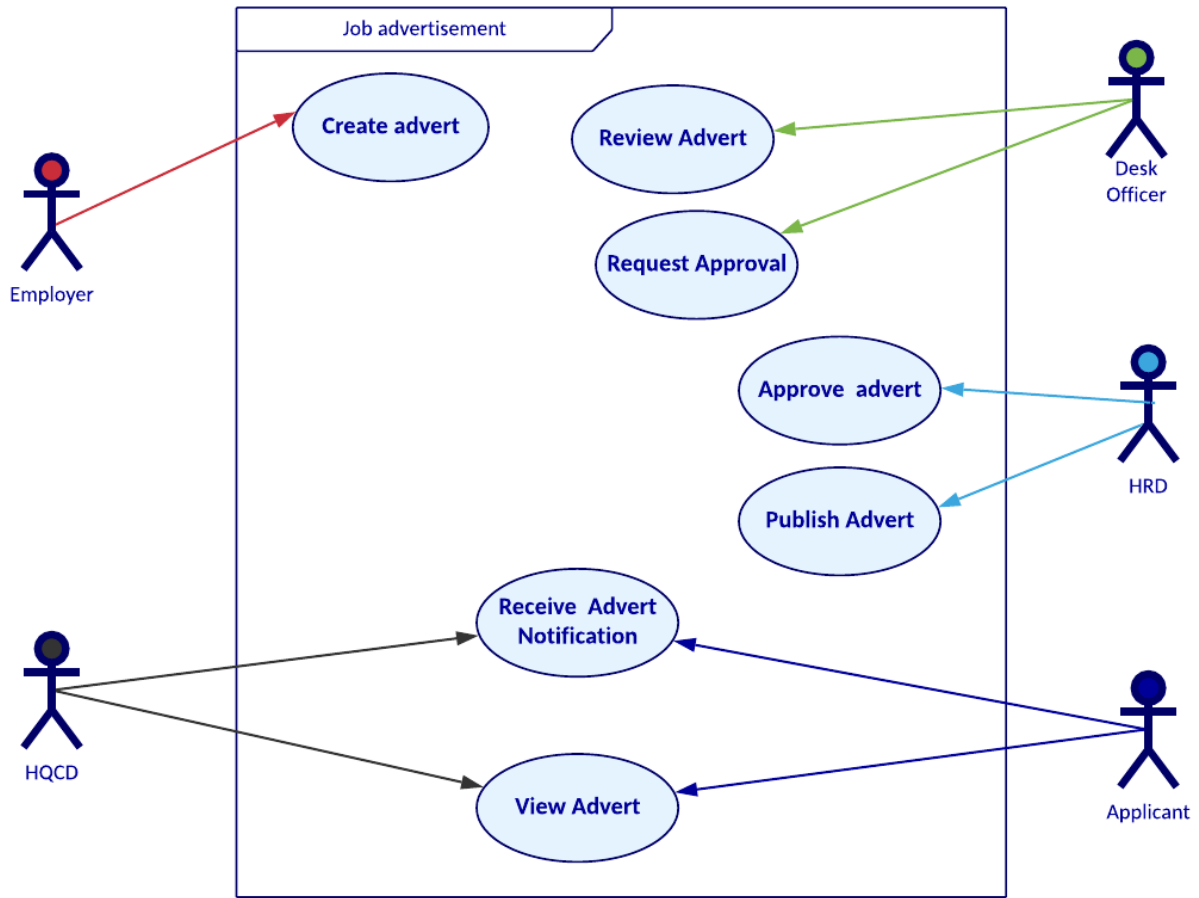 Job advertisement
Create advert
Review Advert
Desk
Officer
Request Approval
Employer
Approve  advert
HRD
Publish Advert
Receive  Advert
Notification
HQCD
View Advert
Applicant